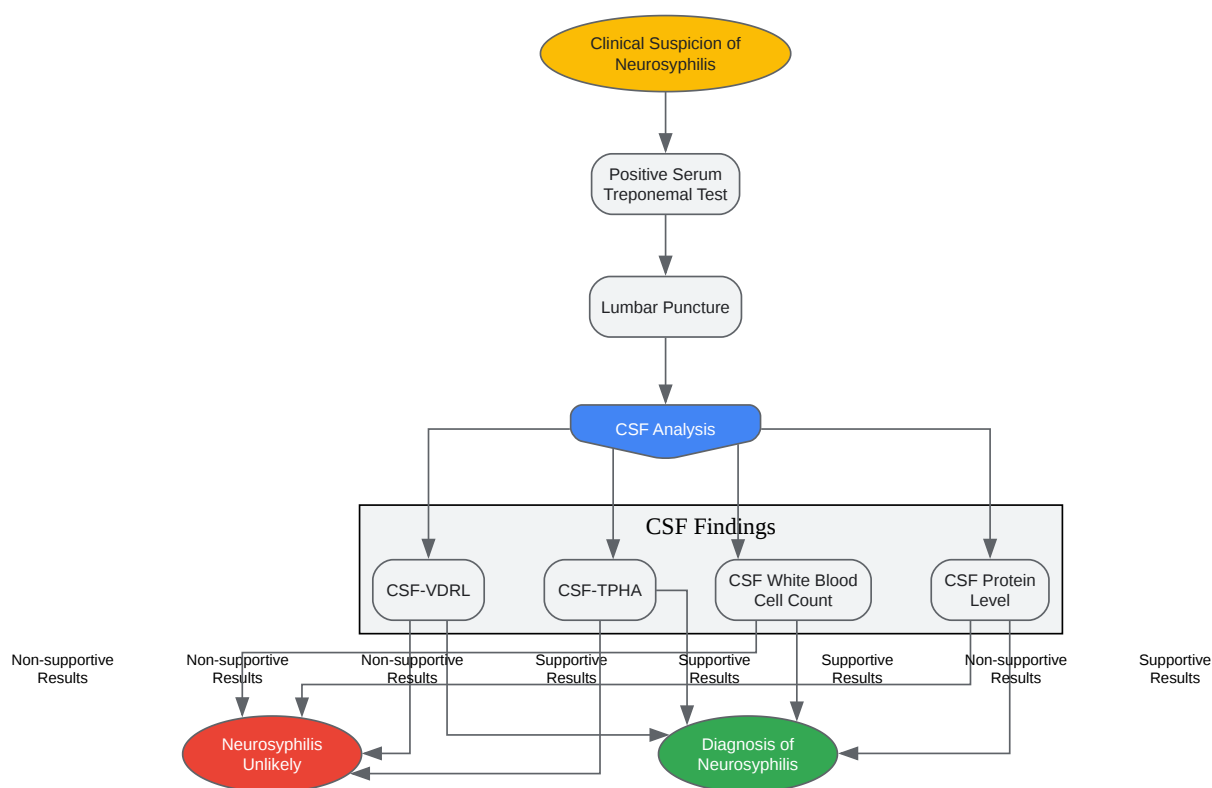 Clinical Suspicion of
Neurosyphilis
Positive Serum
Treponemal Test
Lumbar Puncture
CSF Analysis
CSF Findings
CSF-VDRL
CSF-TPHA
CSF White Blood
Cell Count
CSF Protein
Level
Non-supportive
Results
Non-supportive
Results
Non-supportive
Results
Supportive
Results
Supportive
Results
Supportive
Results
Non-supportive
Results
Supportive
Results
Neurosyphilis
Unlikely
Diagnosis of
Neurosyphilis